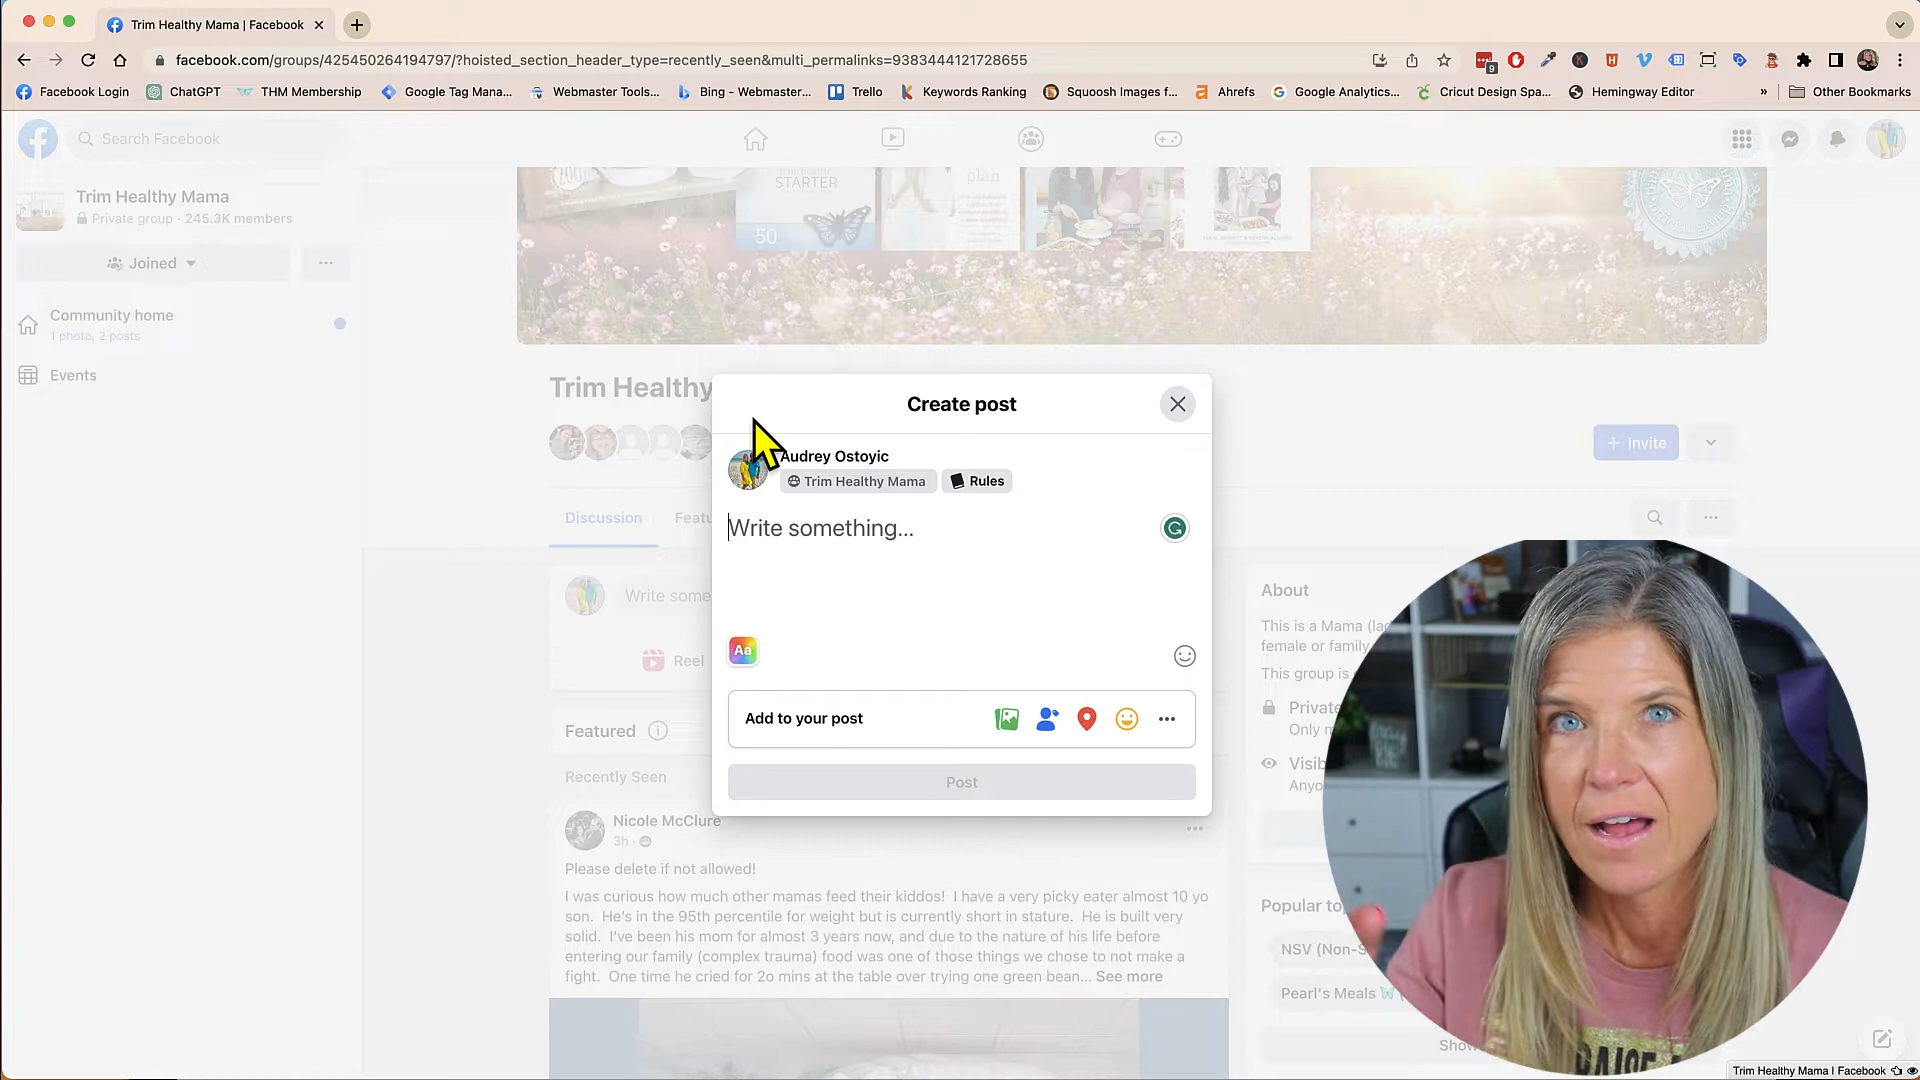 Trim Healthy Mama | Facebook
facebook.com/groups/425450264194797/?hoisted_section_header_type=recently_seen&multi_permalinks=9383444121728655
9
Facebook Login
ChatGPT
THM Membership
Google Tag Mana...
Webmaster Tools...
Bing - Webmaster...
Trello
Keywords Ranking
Squoosh Images f...
Ahrefs
Google Analytics...
Cricut Design Spa...
Hemingway Editor
»
Other Bookmarks
Search Facebook
Trim Healthy Mama
Private group · 245.3K members
Joined
Community home
1 photo, 2 posts
Events
STARTER
50
plan
Trim Healthy
+ Invite
Discussion
Featu
Write some
Reel
Featured
Recently Seen
Create post
Audrey Ostoyic
Trim Healthy Mama
Rules
Write something...
Aa
Add to your post
Post
Nicole McClure
3h ·
Please delete if not allowed!
I was curious how much other mamas feed their kiddos! I have a very picky eater almost 10 yo
son. He's in the 95th percentile for weight but is currently short in stature. He is built very
solid. I've been his mom for almost 3 years now, and due to the nature of his life before
entering our family (complex trauma) food was one of those things we chose to not make a
fight. One time he cried for 2o mins at the table over trying one green bean... See more
About
This is a Mama (la
female or family
This group is
Private
Only
Visib
Anyo
Popular to
NSV (Non-S
Pearl's Meals
Show
Trim Healthy Mama | Facebook